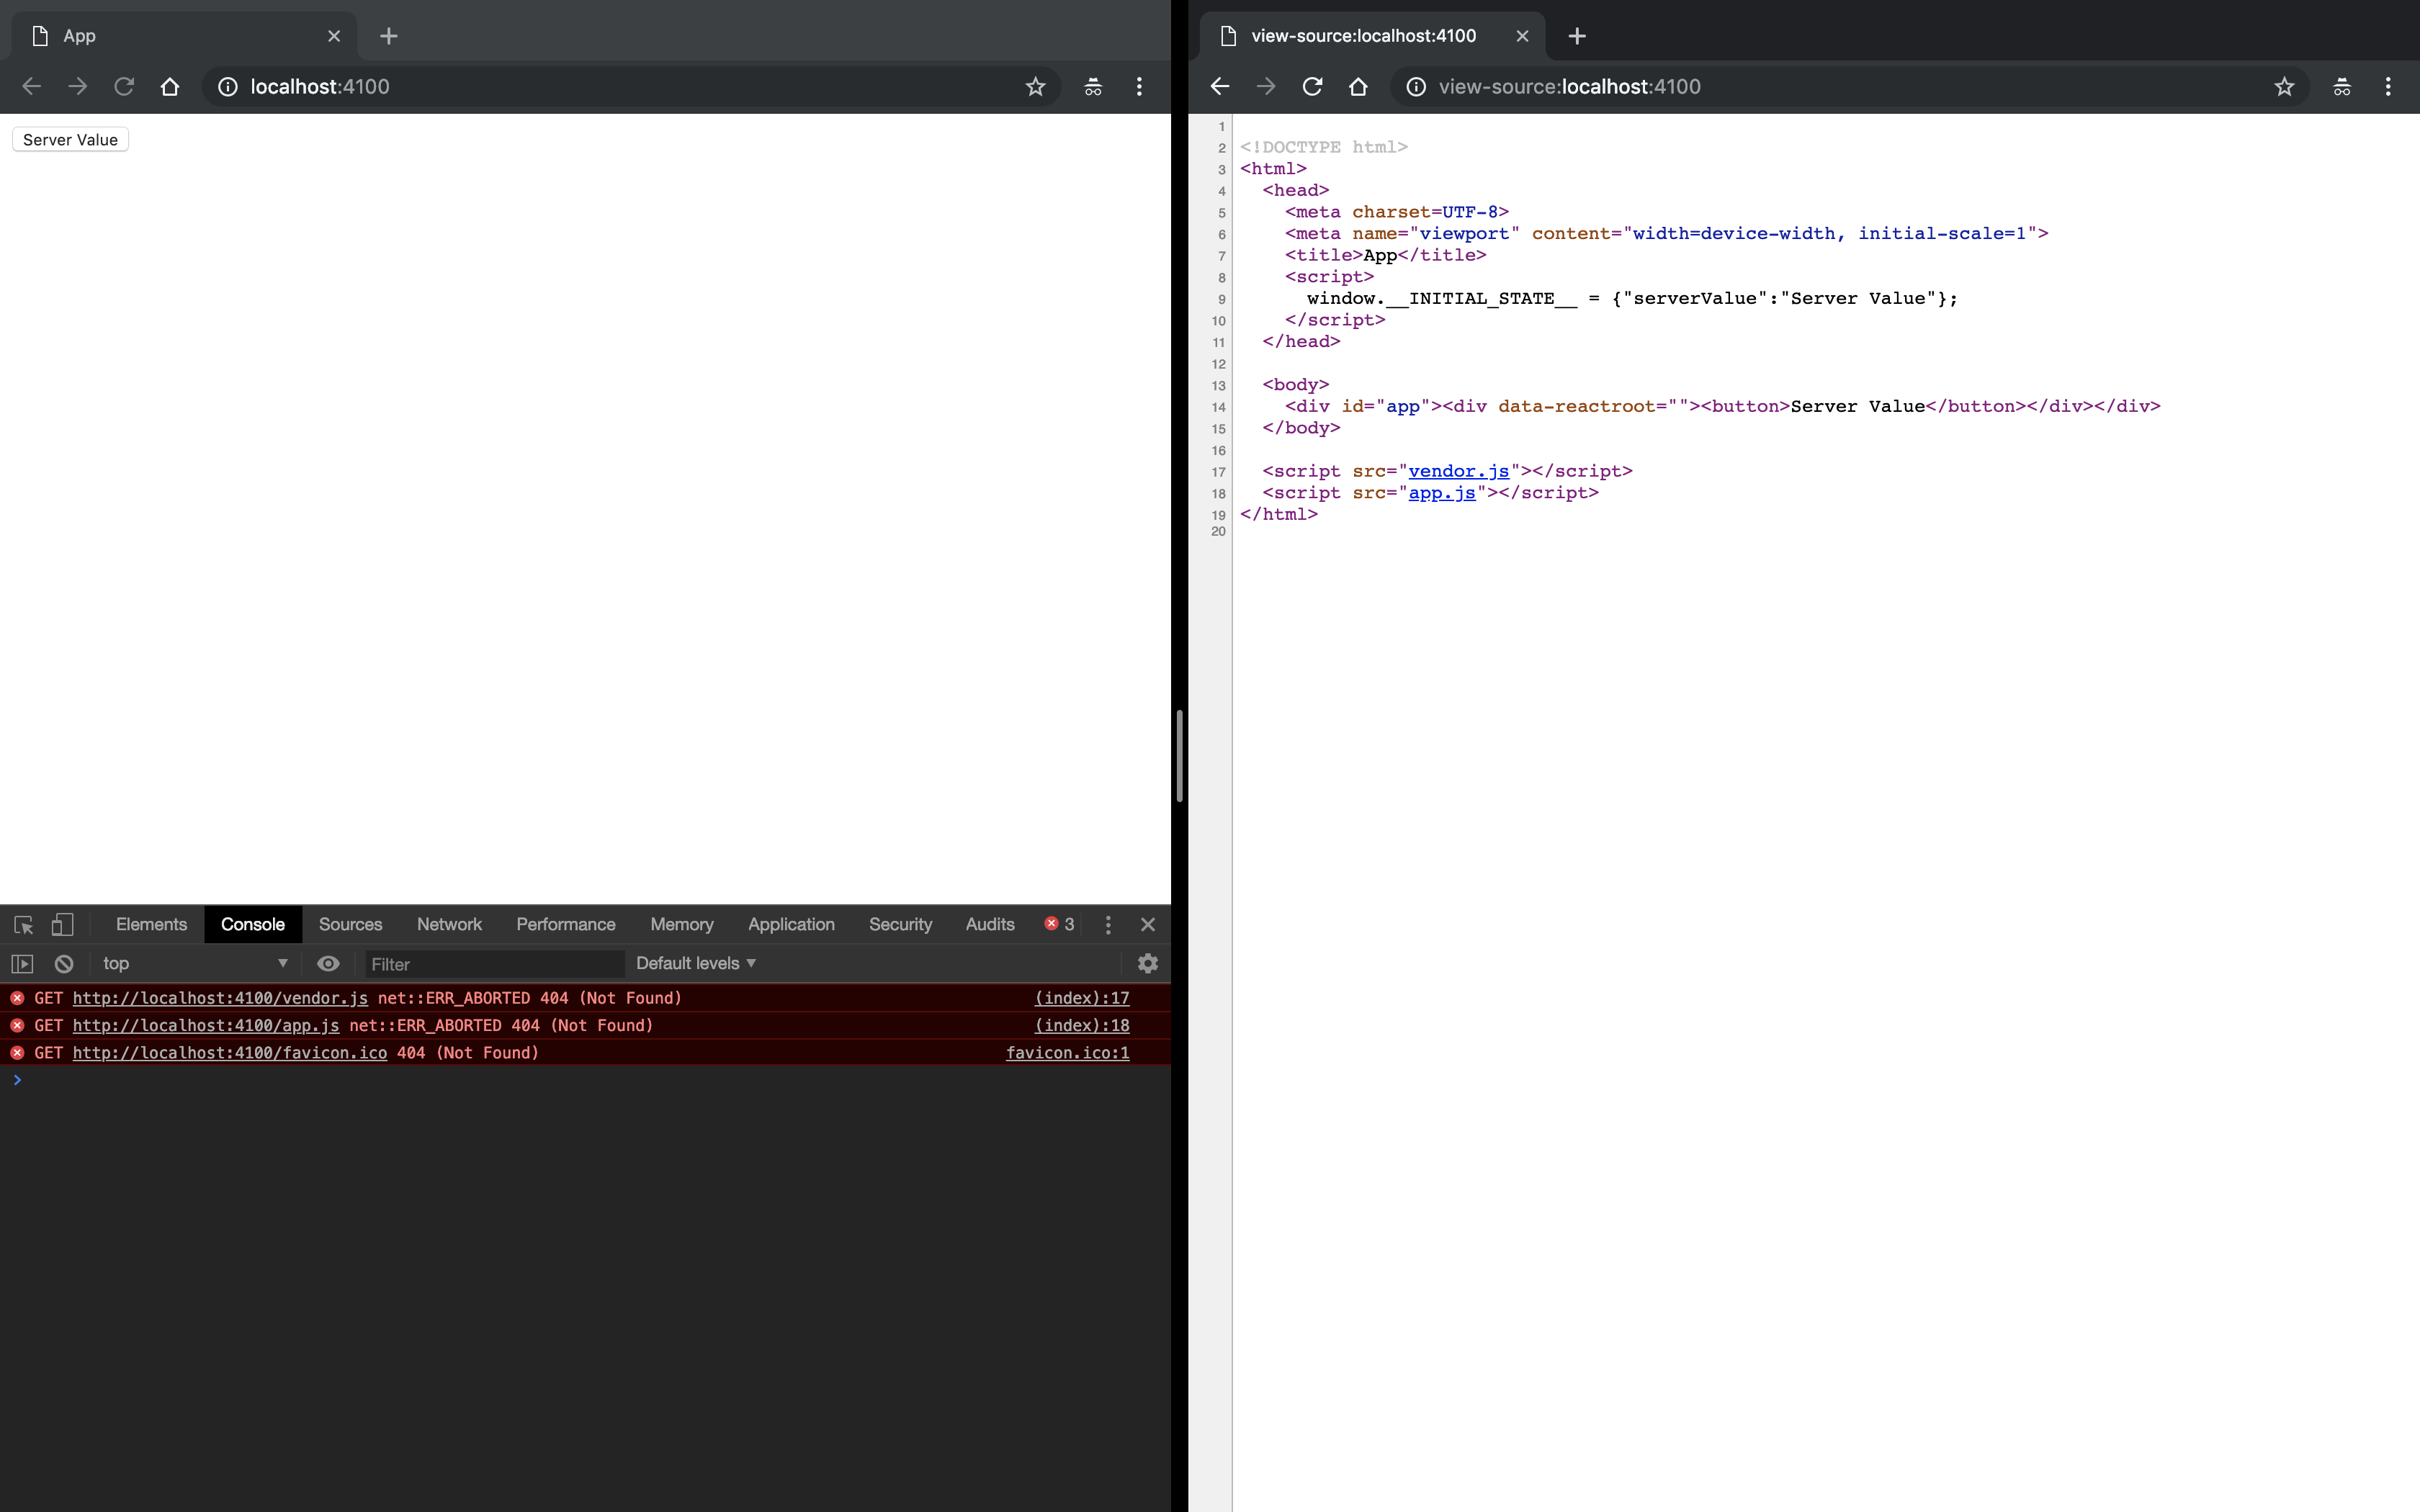 App
localhost:4100
Server Value
Elements Console Sources Network Performance Memory Application Security Audits 3
top Filter Default levels
GET http://localhost:4100/vendor.js net::ERR_ABORTED 404 (Not Found) (index):17
GET http://localhost:4100/app.js net::ERR_ABORTED 404 (Not Found) (index):18
GET http://localhost:4100/favicon.ico 404 (Not Found) favicon.ico:1
>
view-source:localhost:4100
view-source:localhost:4100
1
2 <!DOCTYPE html>
3 <html>
4 <head>
5 <meta charset=UTF-8>
6 <meta name="viewport" content="width=device-width, initial-scale=1">
7 <title>App</title>
8 <script>
9 window.__INITIAL_STATE__ = {"serverValue":"Server Value"};
10 </script>
11 </head>
12
13 <body>
14 <div id="app"><div data-reactroot=""><button>Server Value</button></div></div>
15 </body>
16
17 <script src="vendor.js"></script>
18 <script src="app.js"></script>
19 </html>
20